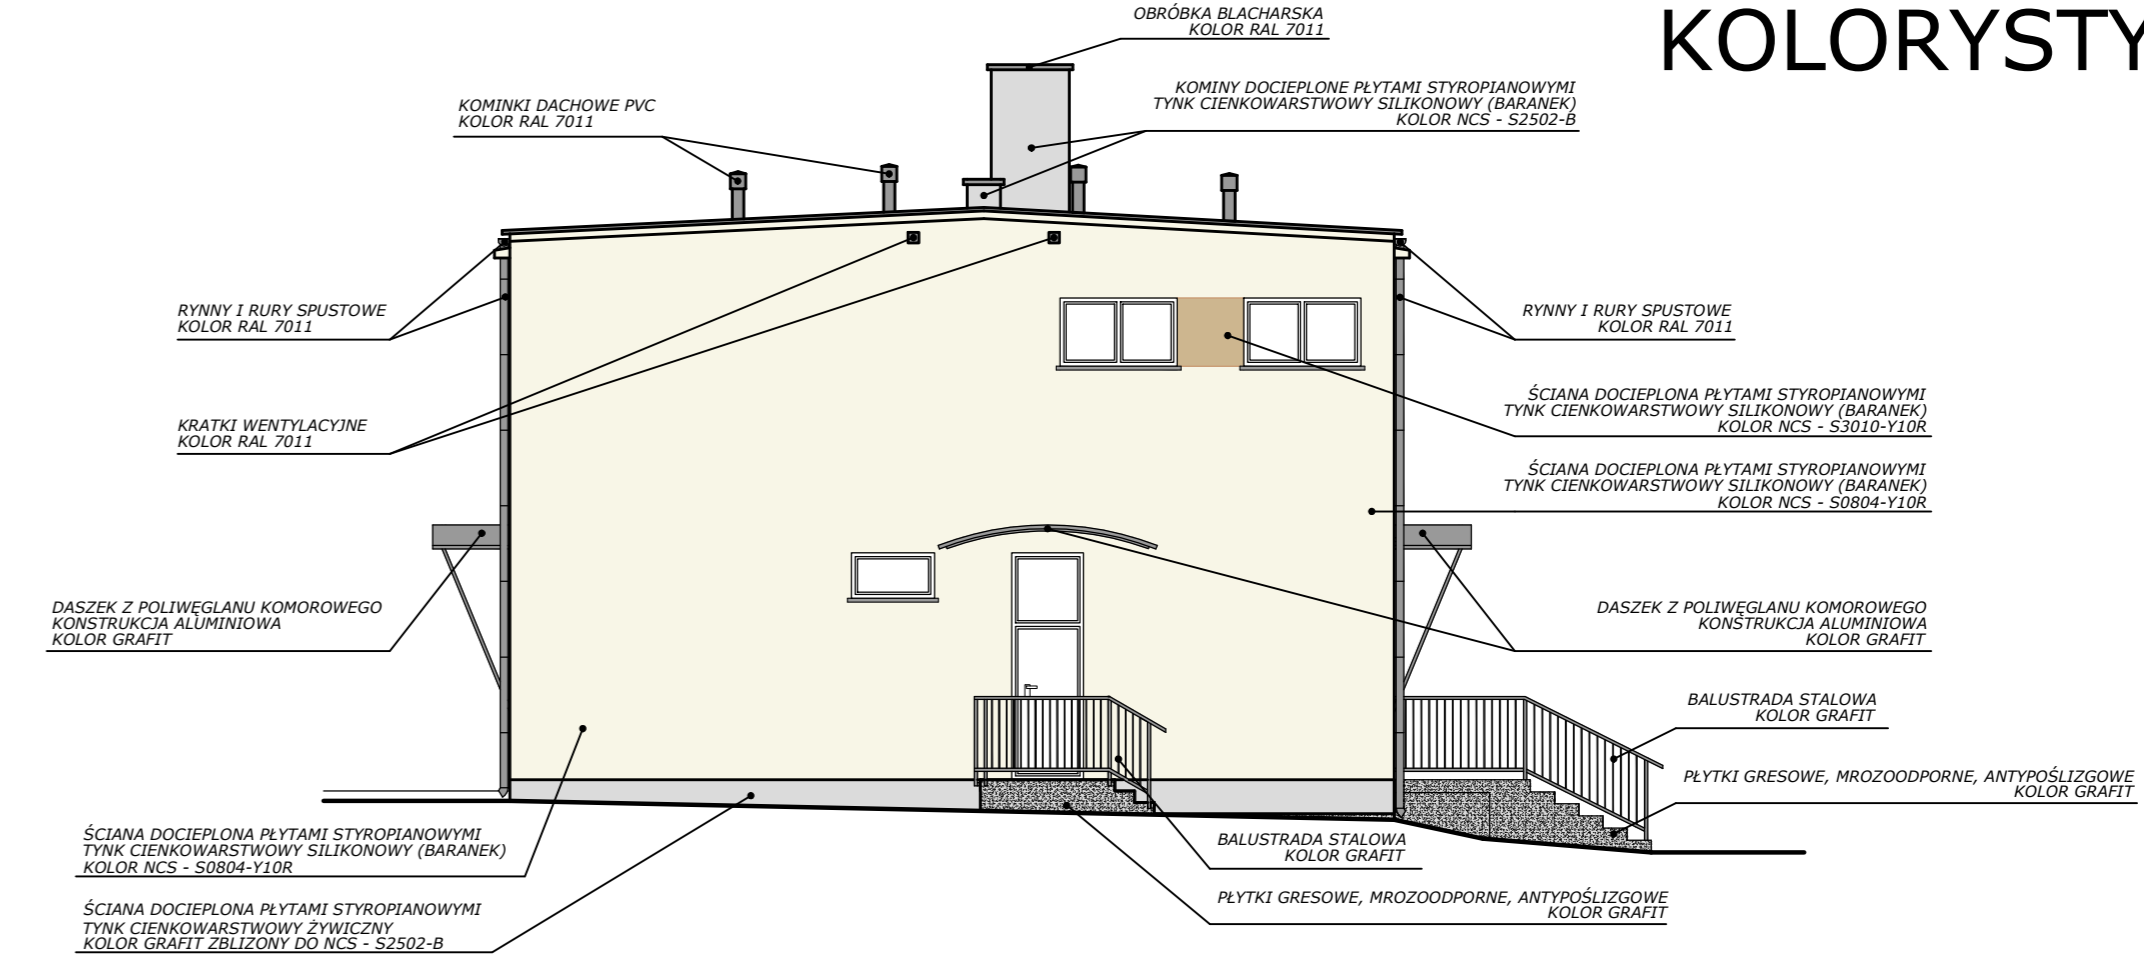 KOLORYSTY
OBRÓBKA BLACHARSKA
KOLOR RAL 7011
KOMINY DOCIEPLONE PŁYTAMI STYROPIANOWYMI
TYNK CIENKOWARSTWOWY SILIKONOWY (BARANEK)
KOLOR NCS - S2502-B
KOMINKI DACHOWE PVC
KOLOR RAL 7011
RYNNY I RURY SPUSTOWE
KOLOR RAL 7011
RYNNY I RURY SPUSTOWE
KOLOR RAL 7011
KRATKI WENTYLACYJNE
KOLOR RAL 7011
ŚCIANA DOCIEPLONA PŁYTAMI STYROPIANOWYMI
TYNK CIENKOWARSTWOWY SILIKONOWY (BARANEK)
KOLOR NCS - S3010-Y10R
ŚCIANA DOCIEPLONA PŁYTAMI STYROPIANOWYMI
TYNK CIENKOWARSTWOWY SILIKONOWY (BARANEK)
KOLOR NCS - S0804-Y10R
DASZEK Z POLIWĘGLANU KOMOROWEGO
KONSTRUKCJA ALUMINIOWA
KOLOR GRAFIT
DASZEK Z POLIWĘGLANU KOMOROWEGO
KONSTRUKCJA ALUMINIOWA
KOLOR GRAFIT
BALUSTRADA STALOWA
KOLOR GRAFIT
PŁYTKI GRESOWE, MROZOODPORNE, ANTYPOŚLIZGOWE
KOLOR GRAFIT
ŚCIANA DOCIEPLONA PŁYTAMI STYROPIANOWYMI
TYNK CIENKOWARSTWOWY SILIKONOWY (BARANEK)
KOLOR NCS - S0804-Y10R
BALUSTRADA STALOWA
KOLOR GRAFIT
PŁYTKI GRESOWE, MROZOODPORNE, ANTYPOŚLIZGOWE
KOLOR GRAFIT
ŚCIANA DOCIEPLONA PŁYTAMI STYROPIANOWYMI
TYNK CIENKOWARSTWOWY ŻYWICZNY
KOLOR GRAFIT ZBLIZONY DO NCS - S2502-B